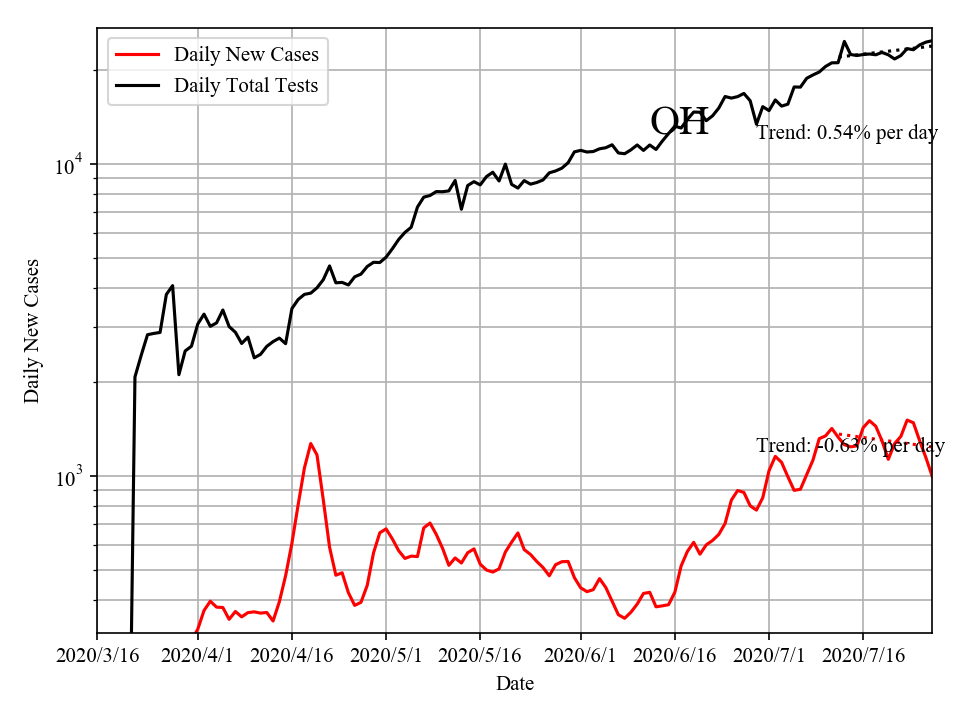 Daily New Cases
Daily Total Tests
OH
Trend: 0.54% per day
Trend: -0.63% per day
10^4
10^3
Daily New Cases
2020/3/16 2020/4/1 2020/4/16 2020/5/1 2020/5/16 2020/6/1 2020/6/16 2020/7/1 2020/7/16
Date